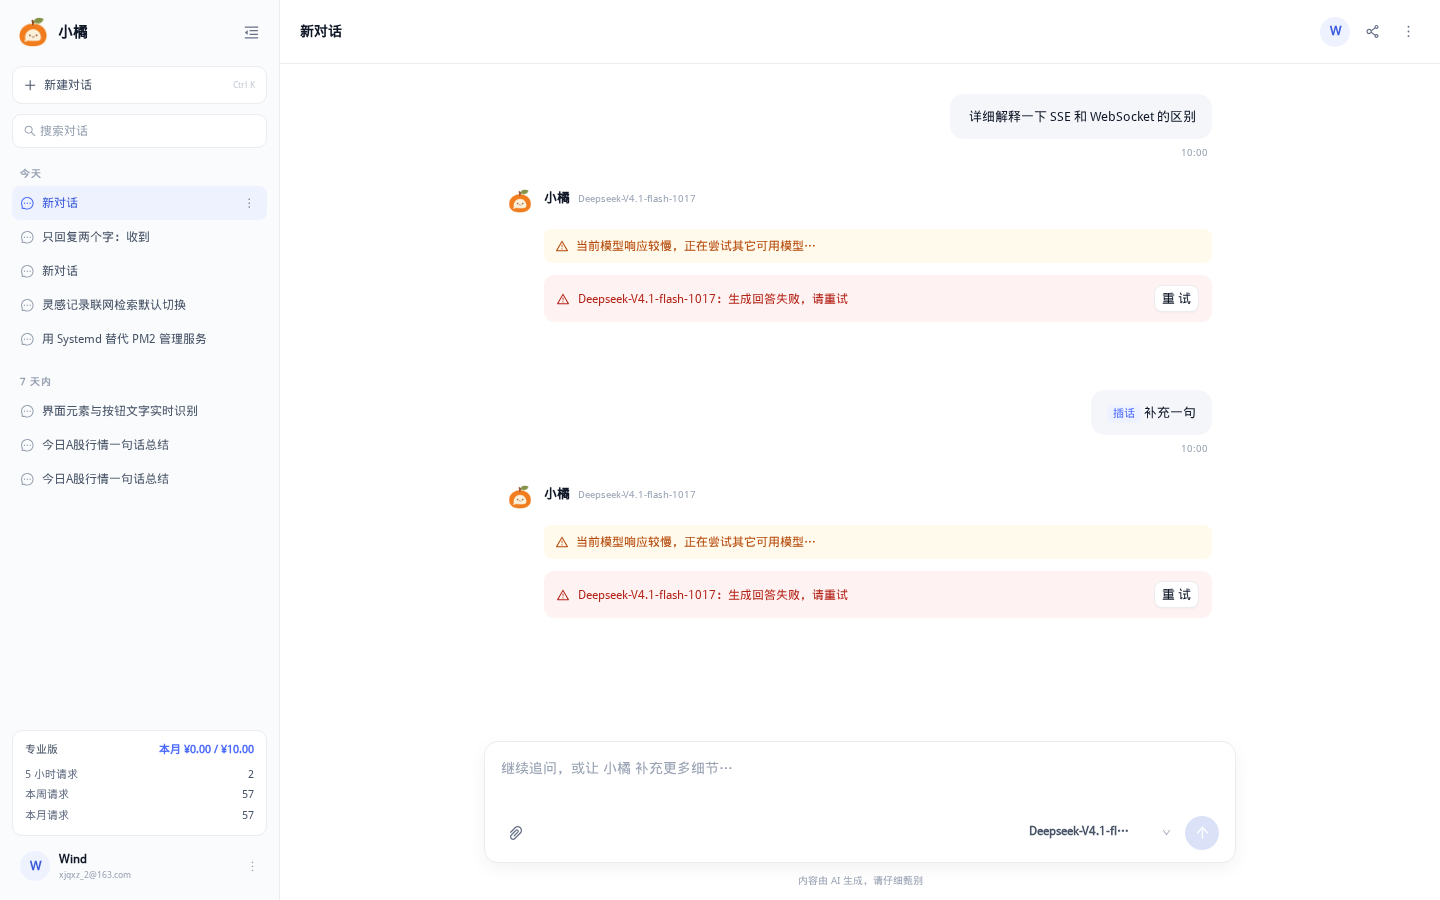 小橘
新建对话
Ctrl K
搜索对话
今天
新对话
只回复两个字：收到
新对话
灵感记录联网检索默认切换
用 Systemd 替代 PM2 管理服务
7 天内
界面元素与按钮文字实时识别
今日A股行情一句话总结
今日A股行情一句话总结
专业版
本月 ¥0.00 / ¥10.00
5 小时请求
2
本周请求
57
本月请求
57
W
Wind
xjqxz_2@163.com
新对话
W
详细解释一下 SSE 和 WebSocket 的区别
10:00
小橘 Deepseek-V4.1-flash-1017
当前模型响应较慢，正在尝试其它可用模型…
Deepseek-V4.1-flash-1017：生成回答失败，请重试
重 试
插话 补充一句
10:00
小橘 Deepseek-V4.1-flash-1017
当前模型响应较慢，正在尝试其它可用模型…
Deepseek-V4.1-flash-1017：生成回答失败，请重试
重 试
继续追问，或让 小橘 补充更多细节…
Deepseek-V4.1-fl…
内容由 AI 生成，请仔细甄别